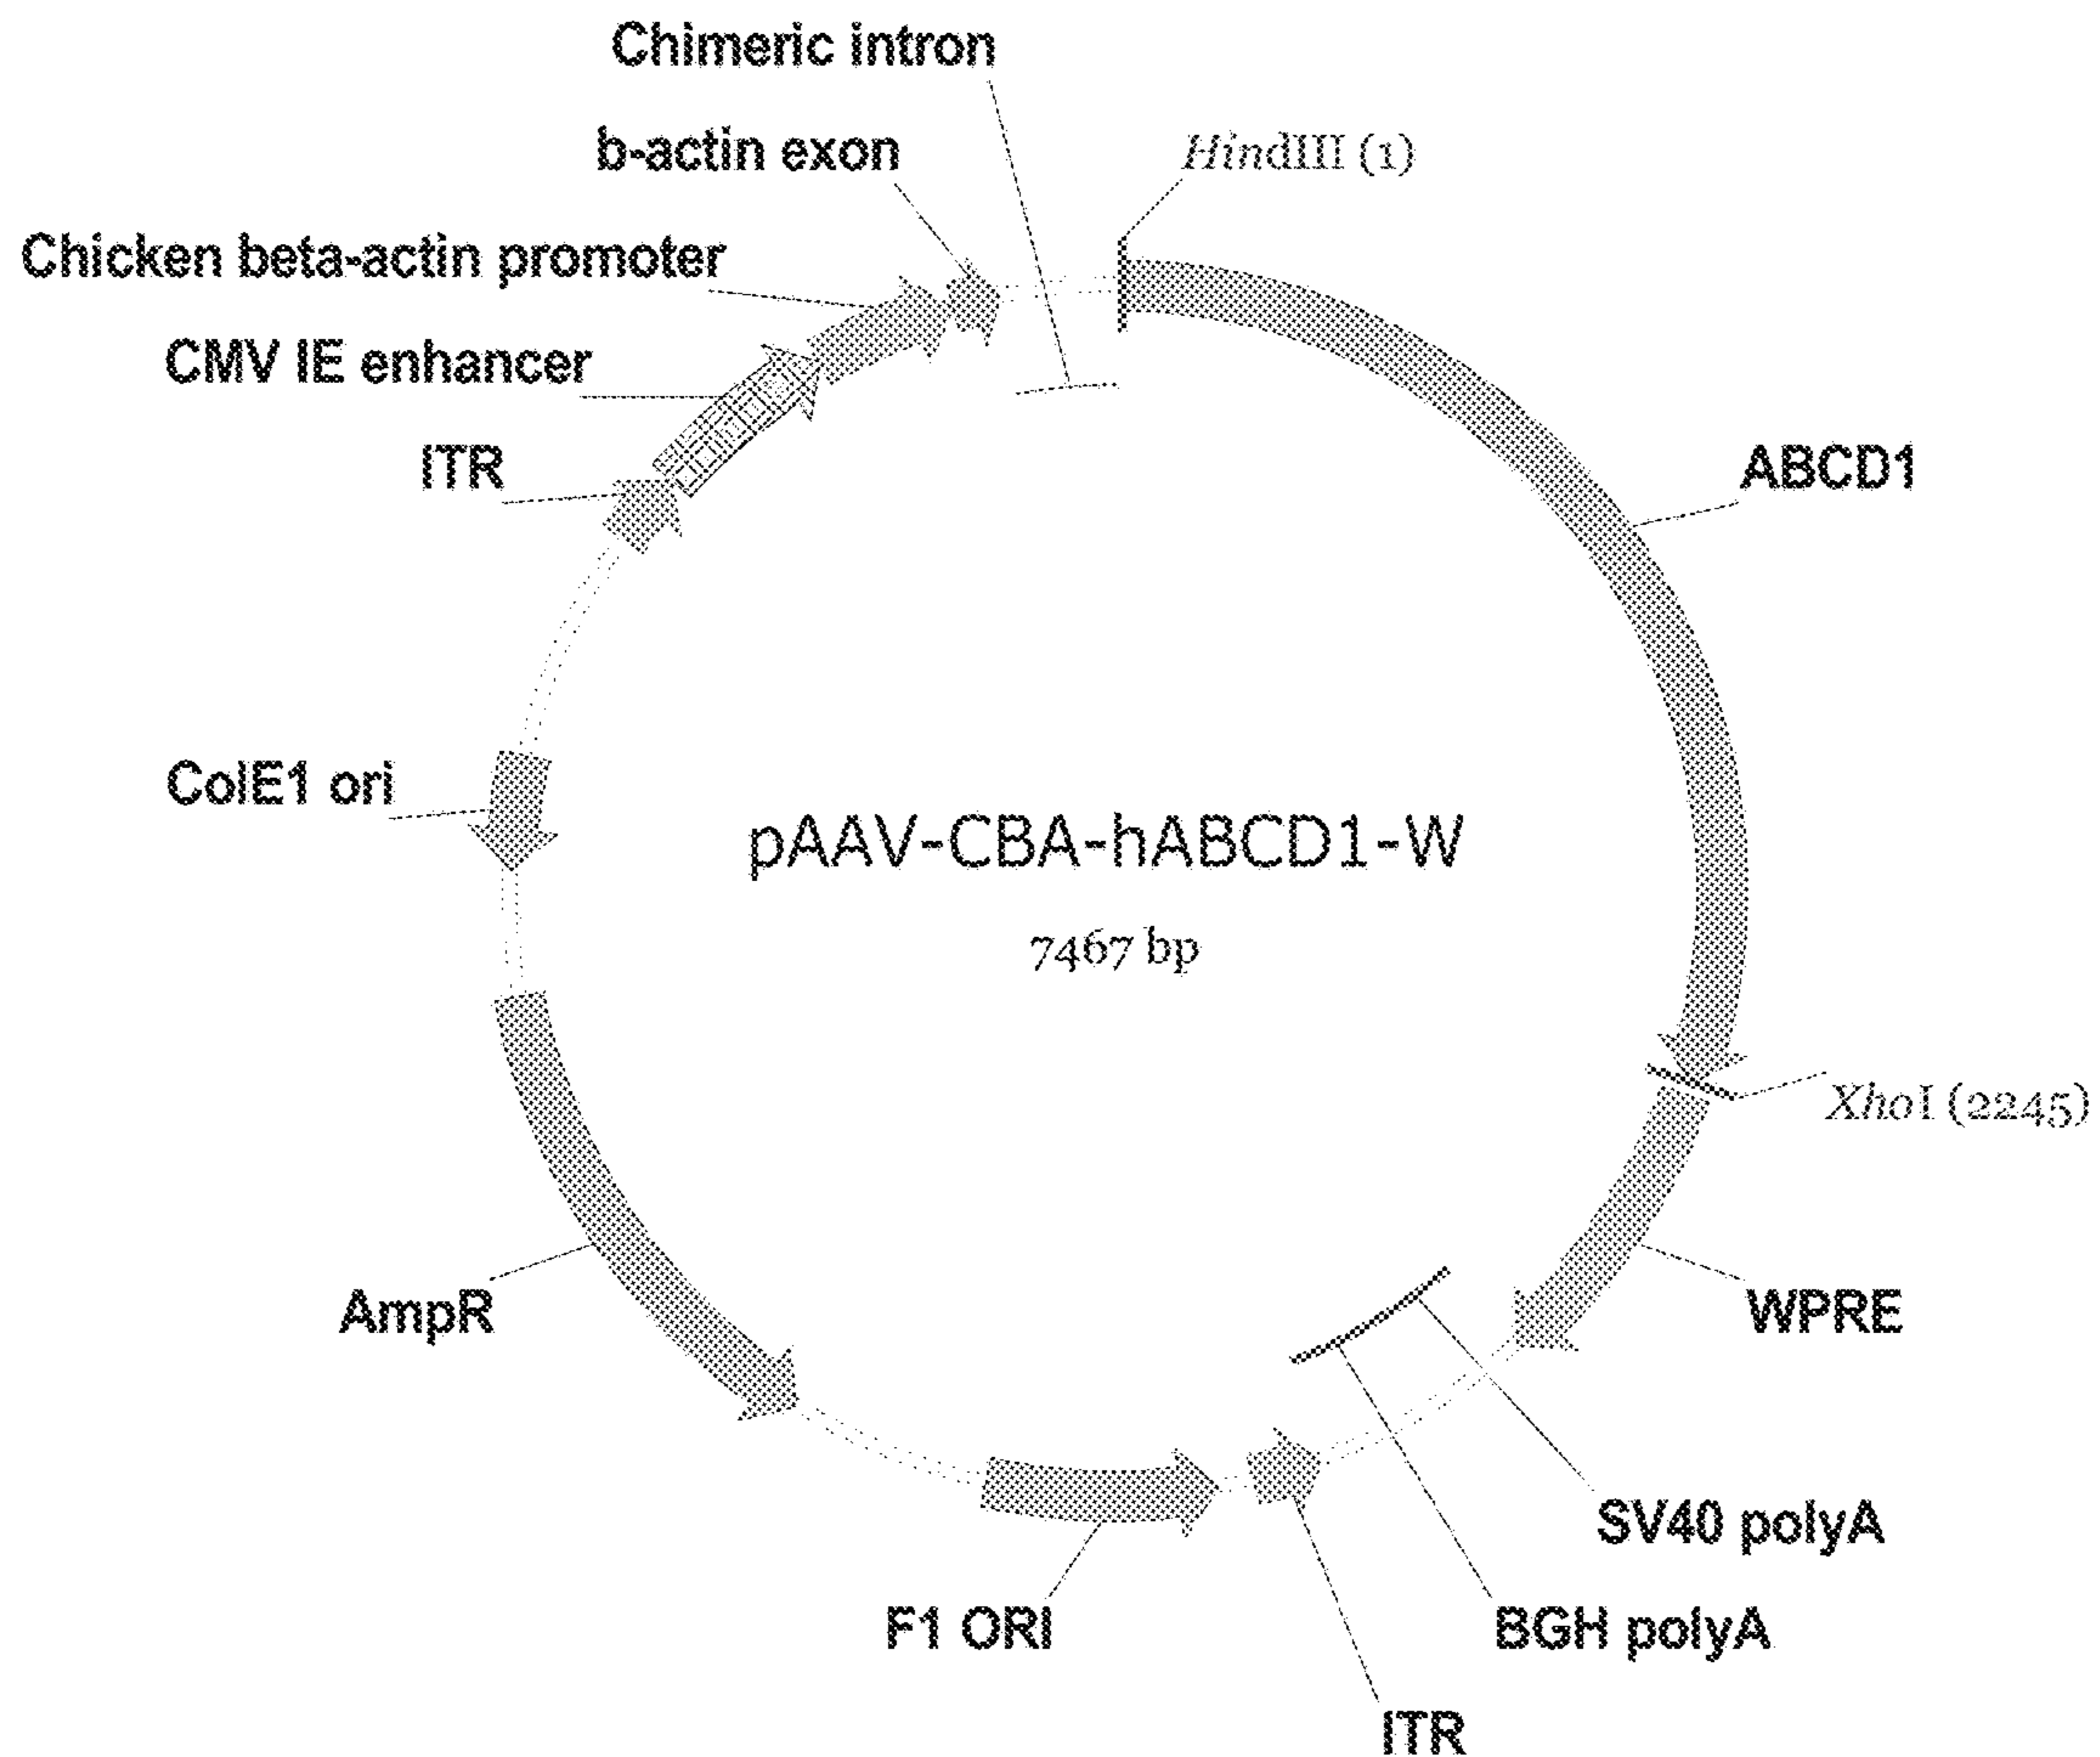 Chimeric intron
b-actin exon
HindIII (1)
Chicken beta-actin promoter
CMV IE enhancer
ITR
ABCD1
ColE1 ori
pAAV-CBA-hABCD1-W
7467 bp
XhoI (2245)
AmpR
WPRE
SV40 polyA
F1 ORI
BGH polyA
ITR